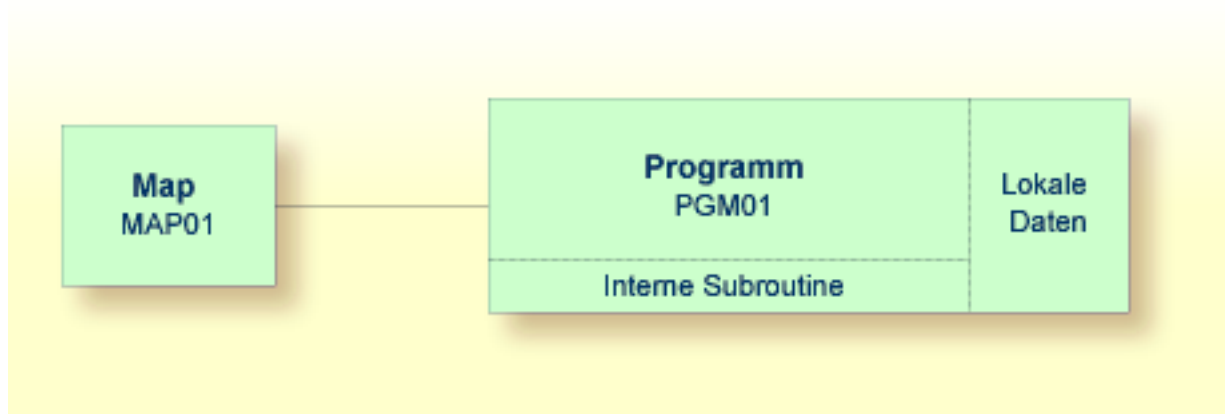 Map
MAP01
Programm
PGM01
Interne Subroutine
Lokale
Daten